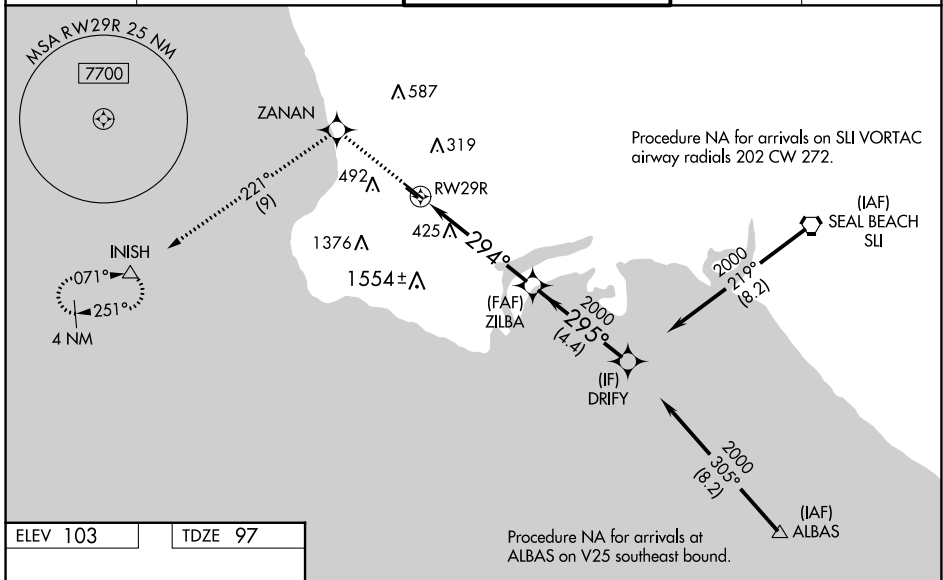 MSA RW29R 25 NM
7700
587
ZANAN
319
Procedure NA for arrivals on SLI VORTAC
airway radials 202 CW 272.
492
RW29R
221°
(9)
(IAF)
SEAL BEACH
SLI
425
1376
294°
INISH
2000
219°
(8.2)
071°
1554±
251°
4 NM
(FAF)
ZILBA
2000
295°
(4.4)
(IF)
DRIFY
2000
305°
(8.2)
(IAF)
ALBAS
ELEV 103
TDZE 97
Procedure NA for arrivals at
ALBAS on V25 southeast bound.